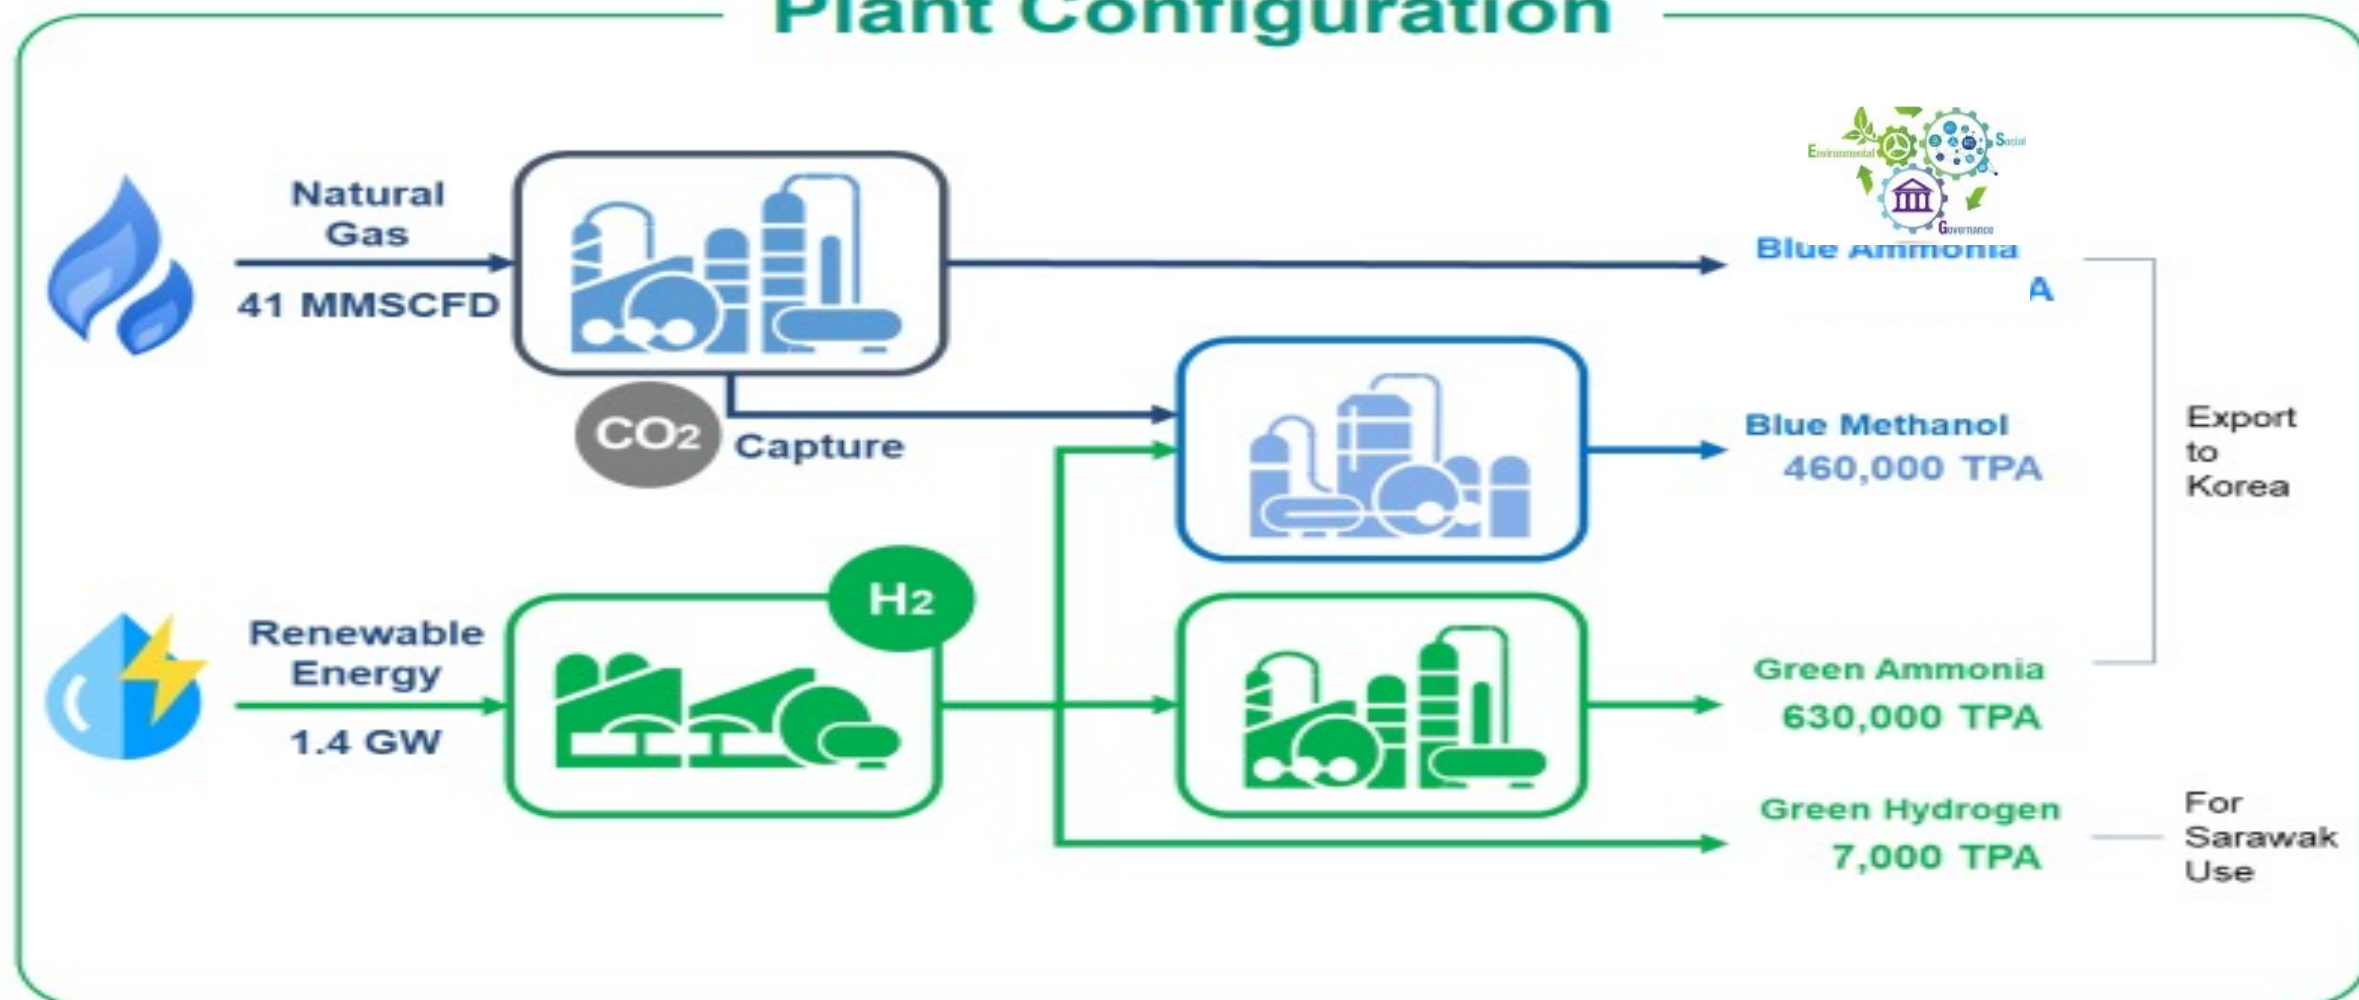 Plant Configuration
Environmental
Social
Governance
Natural
Gas
41 MMSCFD
Blue Ammonia
A
CO2
Capture
Blue Methanol
460,000 TPA
Export
to
Korea
H2
Renewable
Energy
1.4 GW
Green Ammonia
630,000 TPA
Green Hydrogen
7,000 TPA
For
Sarawak
Use